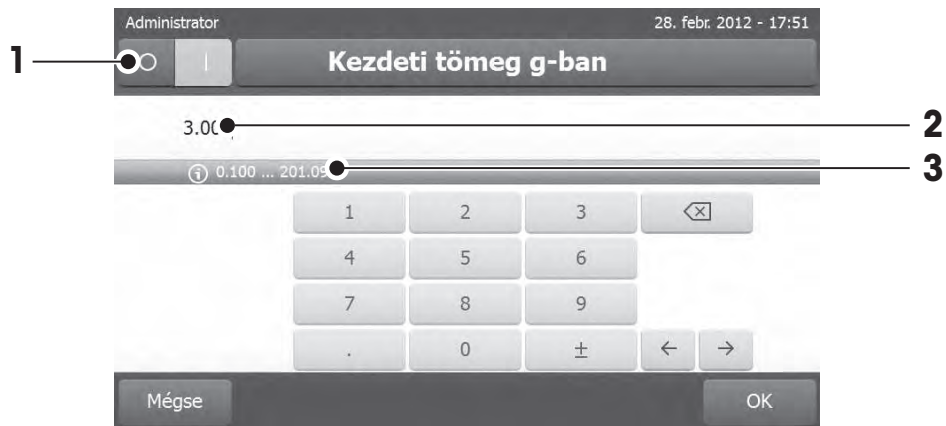 Administrator 28. febr. 2012 - 17:51
1 O | Kezdeti tömeg g-ban
3.00 2
0.100 ... 201.09 3
1 2 3
4 5 6
7 8 9
. 0 ± ← →
Mégse OK